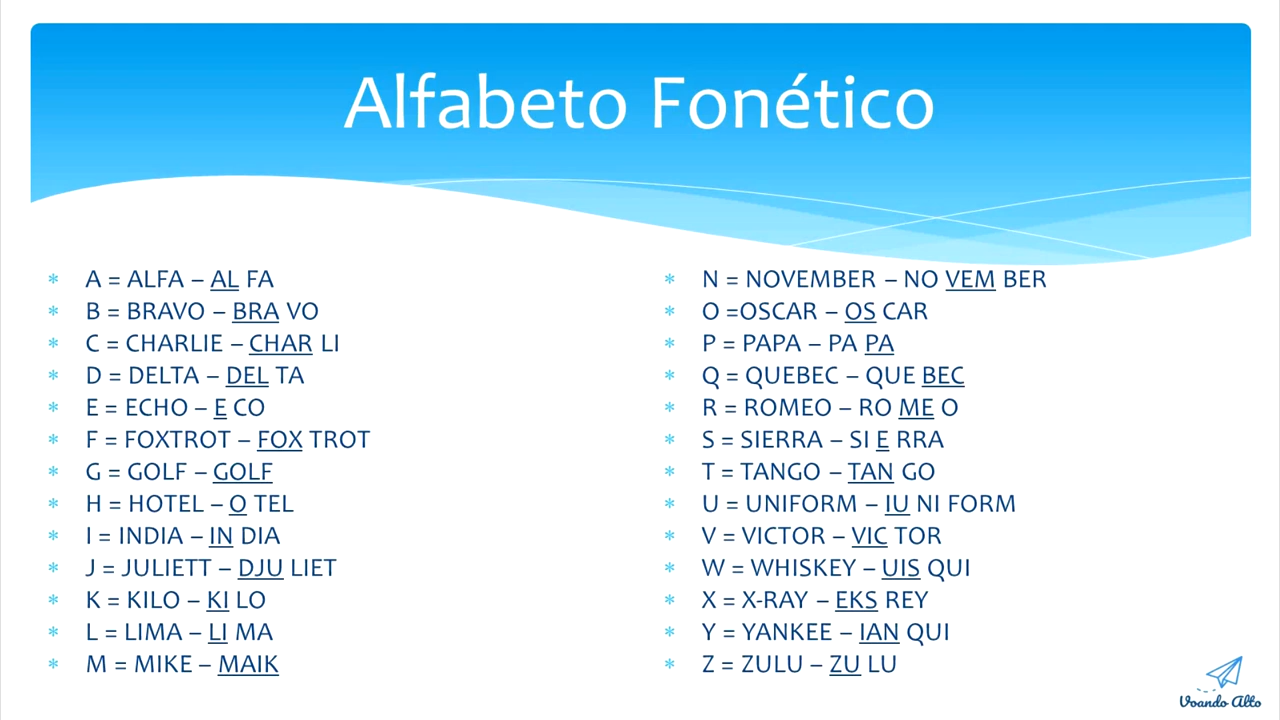 Alfabeto Fonético
A = ALFA – AL FA
B = BRAVO – BRA VO
C = CHARLIE – CHAR LI
D = DELTA – DEL TA
E = ECHO – E CO
F = FOXTROT – FOX TROT
G = GOLF – GOLF
H = HOTEL – O TEL
I = INDIA – IN DIA
J = JULIETT – DJU LIET
K = KILO – KI LO
L = LIMA – LI MA
M = MIKE – MAIK
N = NOVEMBER – NO VEM BER
O =OSCAR – OS CAR
P = PAPA – PA PA
Q = QUEBEC – QUE BEC
R = ROMEO – RO ME O
S = SIERRA – SI E RRA
T = TANGO – TAN GO
U = UNIFORM – IU NI FORM
V = VICTOR – VIC TOR
W = WHISKEY – UIS QUI
X = X-RAY – EKS REY
Y = YANKEE – IAN QUI
Z = ZULU – ZU LU
Voando Alto